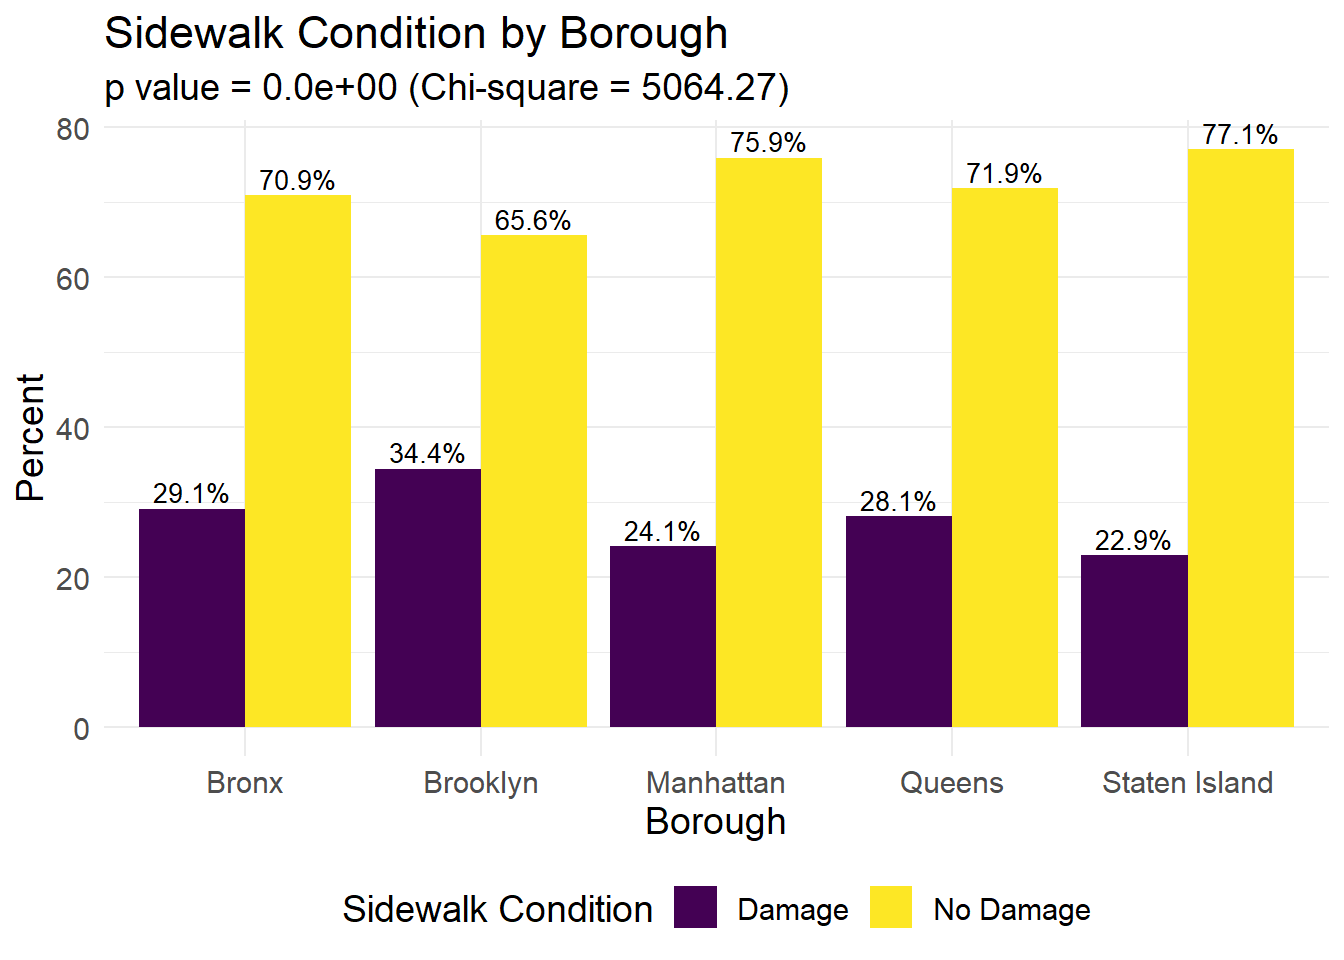 Sidewalk Condition by Borough
p value = 0.0e+00 (Chi-square = 5064.27)
80
60
40
20
0
Percent
70.9%
29.1%
65.6%
34.4%
75.9%
24.1%
71.9%
28.1%
77.1%
22.9%
Bronx Brooklyn Manhattan Queens Staten Island
Borough
Sidewalk Condition Damage No Damage